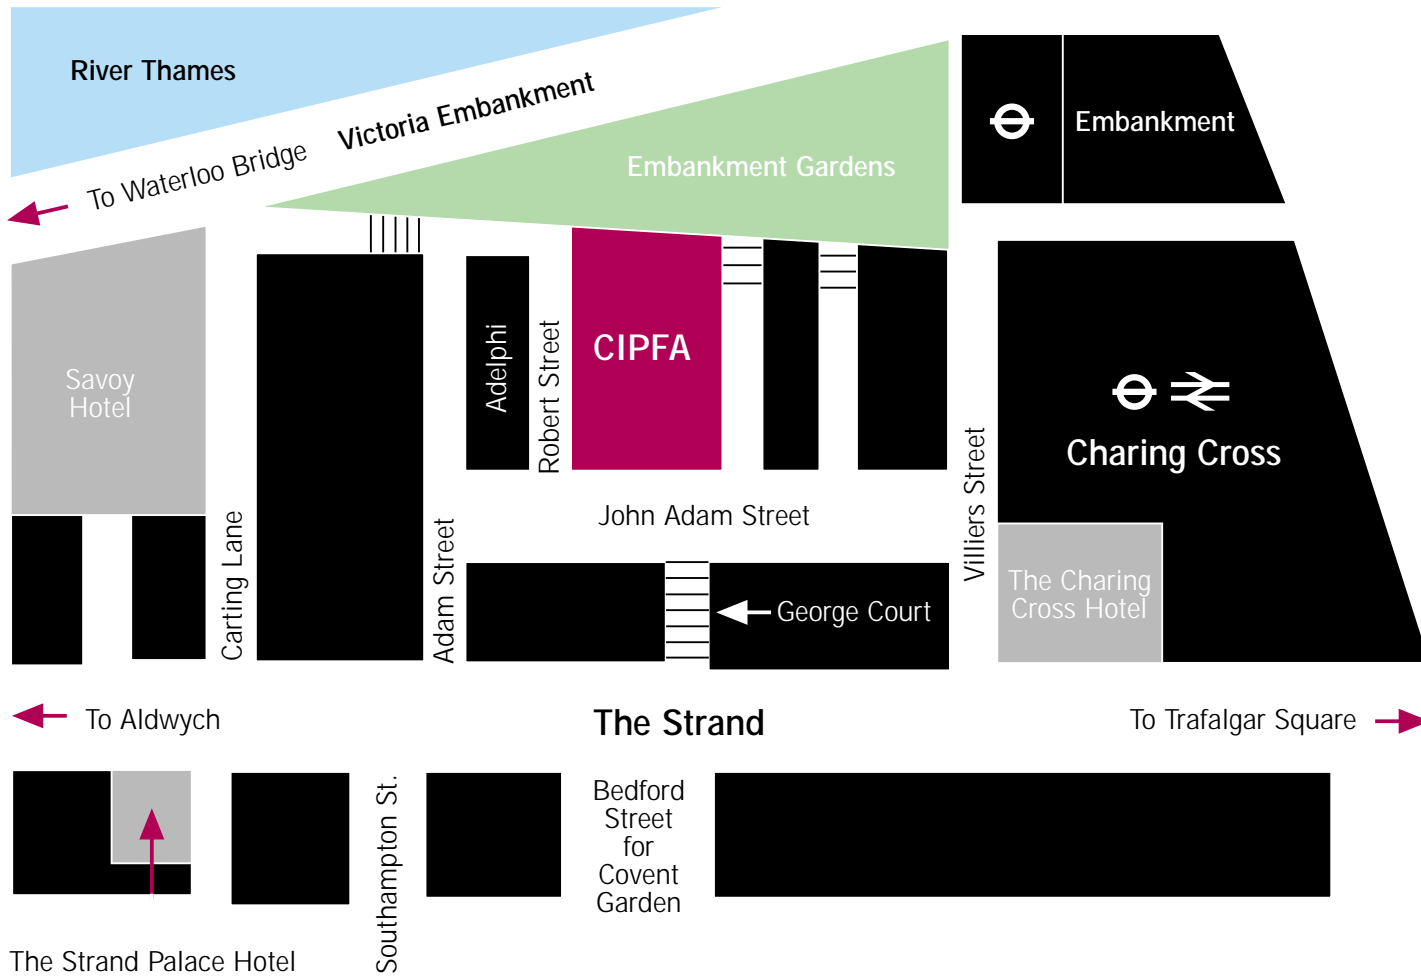 River Thames
Victoria Embankment
To Waterloo Bridge
Embankment Gardens
Embankment
Savoy
Hotel
Adelphi
Robert Street
CIPFA
Charing Cross
Villiers Street
John Adam Street
Carting Lane
Adam Street
George Court
The Charing
Cross Hotel
To Aldwych
The Strand
To Trafalgar Square
Southampton St.
Bedford
Street
for
Covent
Garden
The Strand Palace Hotel